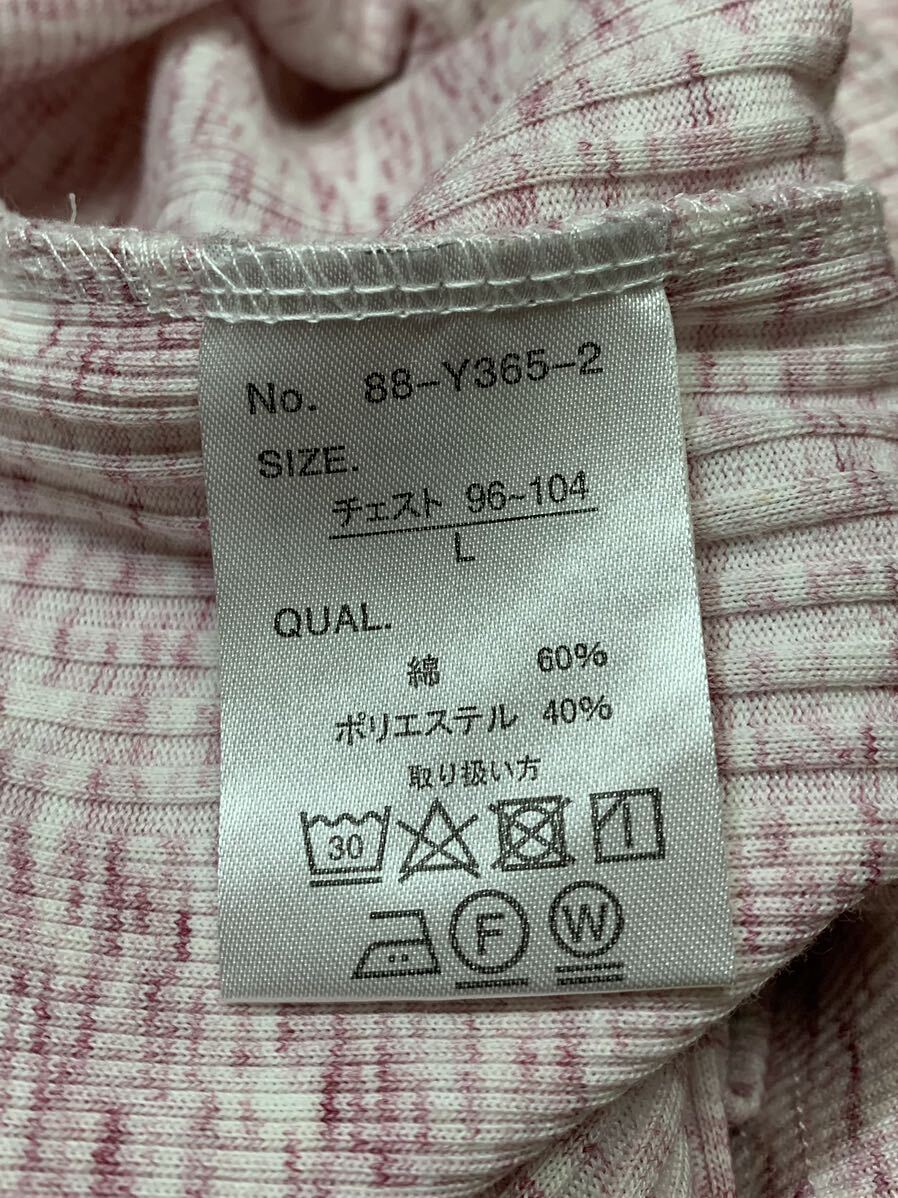 No. 88-Y365-2
SIZE.
チェスト 96~104
L
QUAL.
綿 60%
ポリエステル 40%
取り扱い方
30
F W